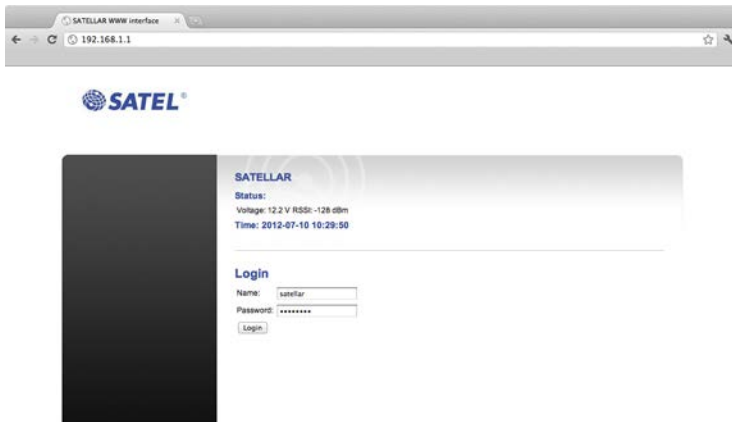 SATELLAR WWW interface
192.168.1.1
SATEL®
SATELLAR
Status:
Voltage: 12.2 V RSSI: -128 dBm
Time: 2012-07-10 10:29:50
Login
Name: satellar
Password: ••••••••
Login